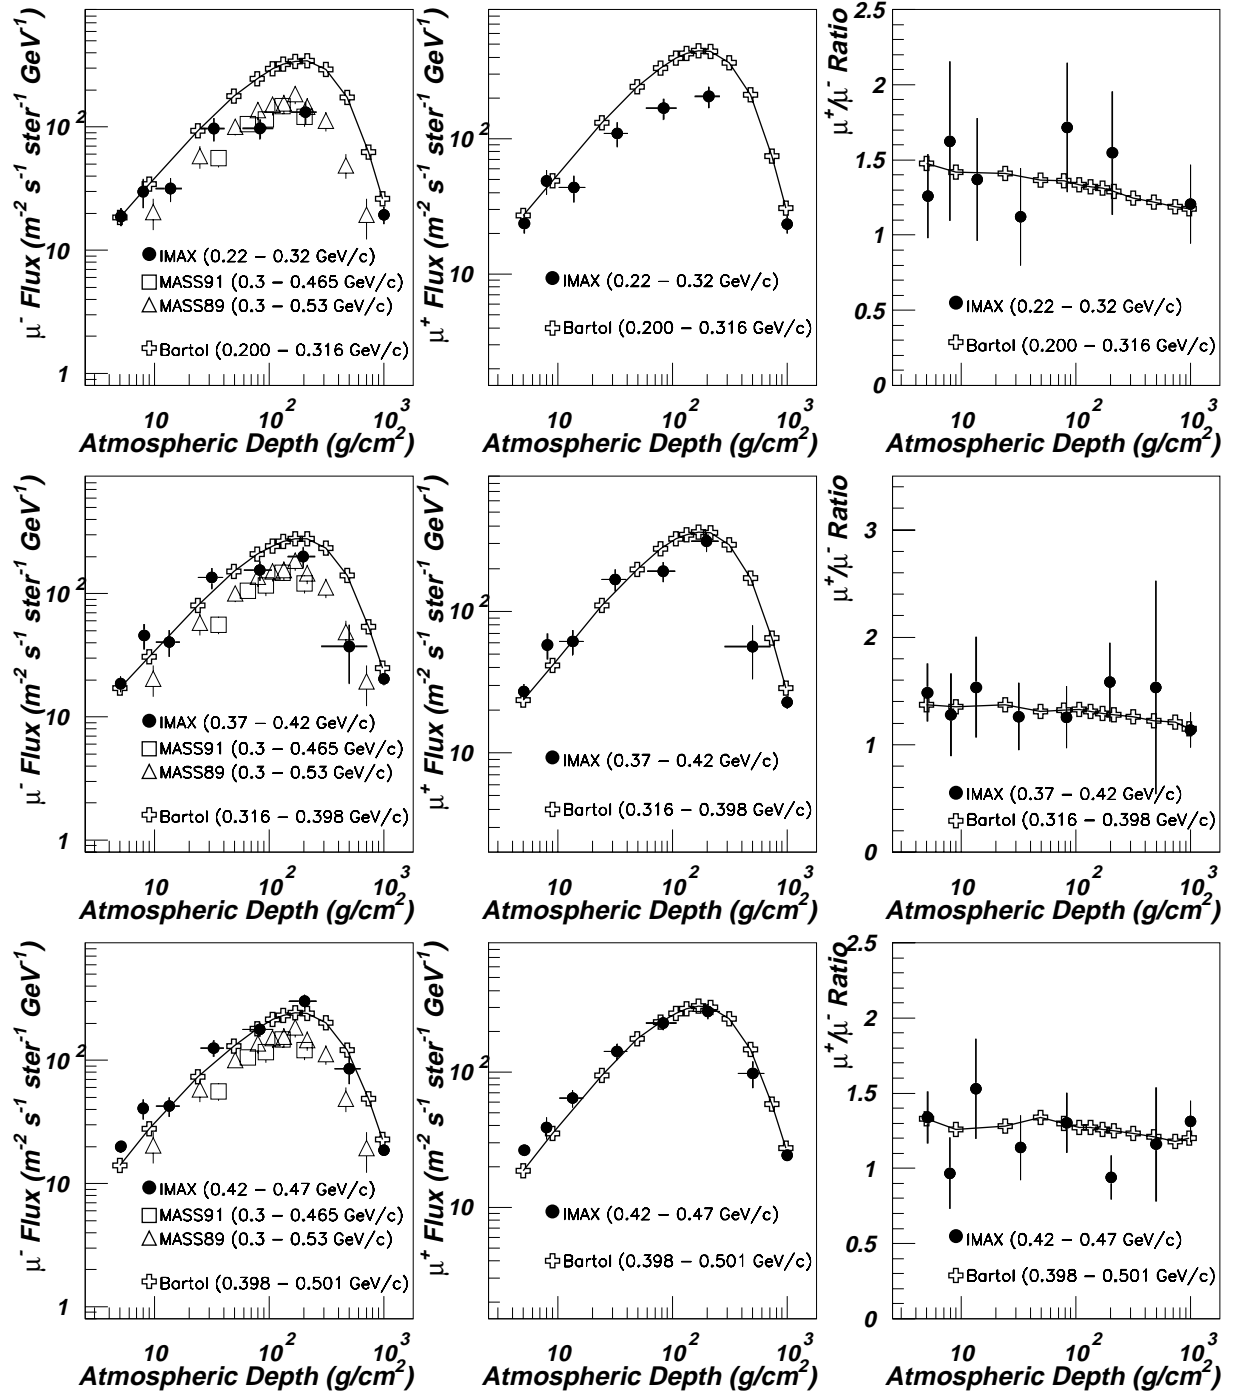 μ⁻ Flux (m⁻² s⁻¹ ster⁻¹ GeV⁻¹)
10²
10
1
IMAX (0.22 – 0.32 GeV/c)
MASS91 (0.3 – 0.465 GeV/c)
MASS89 (0.3 – 0.53 GeV/c)
Bartol (0.200 – 0.316 GeV/c)
10 10² 10³
Atmospheric Depth (g/cm²)
μ⁺ Flux (m⁻² s⁻¹ ster⁻¹ GeV⁻¹)
10²
10
IMAX (0.22 – 0.32 GeV/c)
Bartol (0.200 – 0.316 GeV/c)
10 10² 10³
Atmospheric Depth (g/cm²)
μ⁺/μ⁻ Ratio
2.5
2
1.5
1
0.5
0
IMAX (0.22 – 0.32 GeV/c)
Bartol (0.200 – 0.316 GeV/c)
10 10² 10³
Atmospheric Depth (g/cm²)
μ⁻ Flux (m⁻² s⁻¹ ster⁻¹ GeV⁻¹)
10²
10
1
IMAX (0.37 – 0.42 GeV/c)
MASS91 (0.3 – 0.465 GeV/c)
MASS89 (0.3 – 0.53 GeV/c)
Bartol (0.316 – 0.398 GeV/c)
10 10² 10³
Atmospheric Depth (g/cm²)
μ⁺ Flux (m⁻² s⁻¹ ster⁻¹ GeV⁻¹)
10²
10
IMAX (0.37 – 0.42 GeV/c)
Bartol (0.316 – 0.398 GeV/c)
10 10² 10³
Atmospheric Depth (g/cm²)
μ⁺/μ⁻ Ratio
3
2
1
0
IMAX (0.37 – 0.42 GeV/c)
Bartol (0.316 – 0.398 GeV/c)
10 10² 10³
Atmospheric Depth (g/cm²)
μ⁻ Flux (m⁻² s⁻¹ ster⁻¹ GeV⁻¹)
10²
10
1
IMAX (0.42 – 0.47 GeV/c)
MASS91 (0.3 – 0.465 GeV/c)
MASS89 (0.3 – 0.53 GeV/c)
Bartol (0.398 – 0.501 GeV/c)
10 10² 10³
Atmospheric Depth (g/cm²)
μ⁺ Flux (m⁻² s⁻¹ ster⁻¹ GeV⁻¹)
10²
10
IMAX (0.42 – 0.47 GeV/c)
Bartol (0.398 – 0.501 GeV/c)
10 10² 10³
Atmospheric Depth (g/cm²)
μ⁺/μ⁻ Ratio
2.5
2
1.5
1
0.5
0
IMAX (0.42 – 0.47 GeV/c)
Bartol (0.398 – 0.501 GeV/c)
10 10² 10³
Atmospheric Depth (g/cm²)